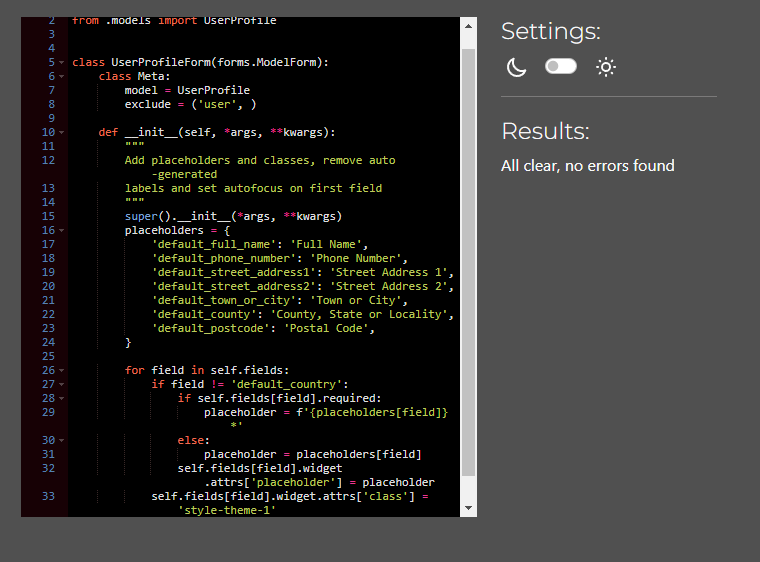 2 from .models import UserProfile
3
4
5 class UserProfileForm(forms.ModelForm):
6     class Meta:
7         model = UserProfile
8         exclude = ('user', )
9
10     def __init__(self, *args, **kwargs):
11         """
12         Add placeholders and classes, remove auto
-generated
13         labels and set autofocus on first field
14         """
15         super().__init__(*args, **kwargs)
16         placeholders = {
17             'default_full_name': 'Full Name',
18             'default_phone_number': 'Phone Number',
19             'default_street_address1': 'Street Address 1',
20             'default_street_address2': 'Street Address 2',
21             'default_town_or_city': 'Town or City',
22             'default_county': 'County, State or Locality',
23             'default_postcode': 'Postal Code',
24         }
25
26         for field in self.fields:
27             if field != 'default_country':
28                 if self.fields[field].required:
29                     placeholder = f'{placeholders[field]}
*'
30                 else:
31                     placeholder = placeholders[field]
32                 self.fields[field].widget
.attrs['placeholder'] = placeholder
33             self.fields[field].widget.attrs['class'] =
'style-theme-1'
Settings:
Results:
All clear, no errors found